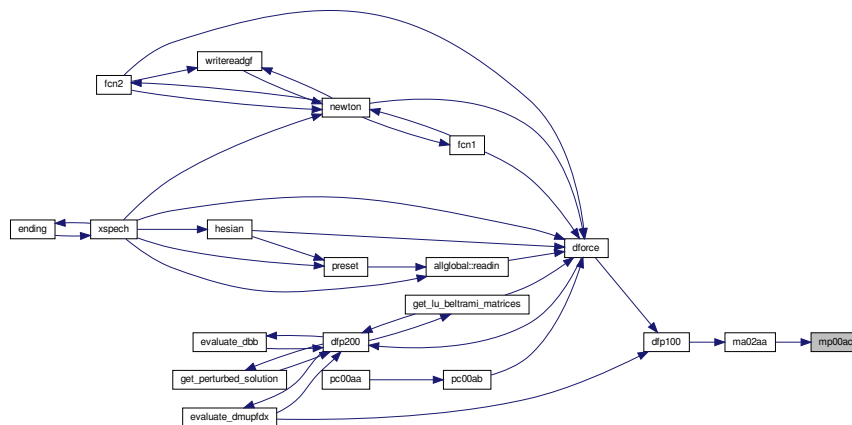 writereadgf
fcn2
newton
fcn1
ending
xspech
hesian
dforce
preset
allglobal::readin
get_lu_beltrami_matrices
evaluate_dbb
dfp200
dfp100
ma02aa
mp00ac
get_perturbed_solution
pc00aa
pc00ab
evaluate_dmupfdx